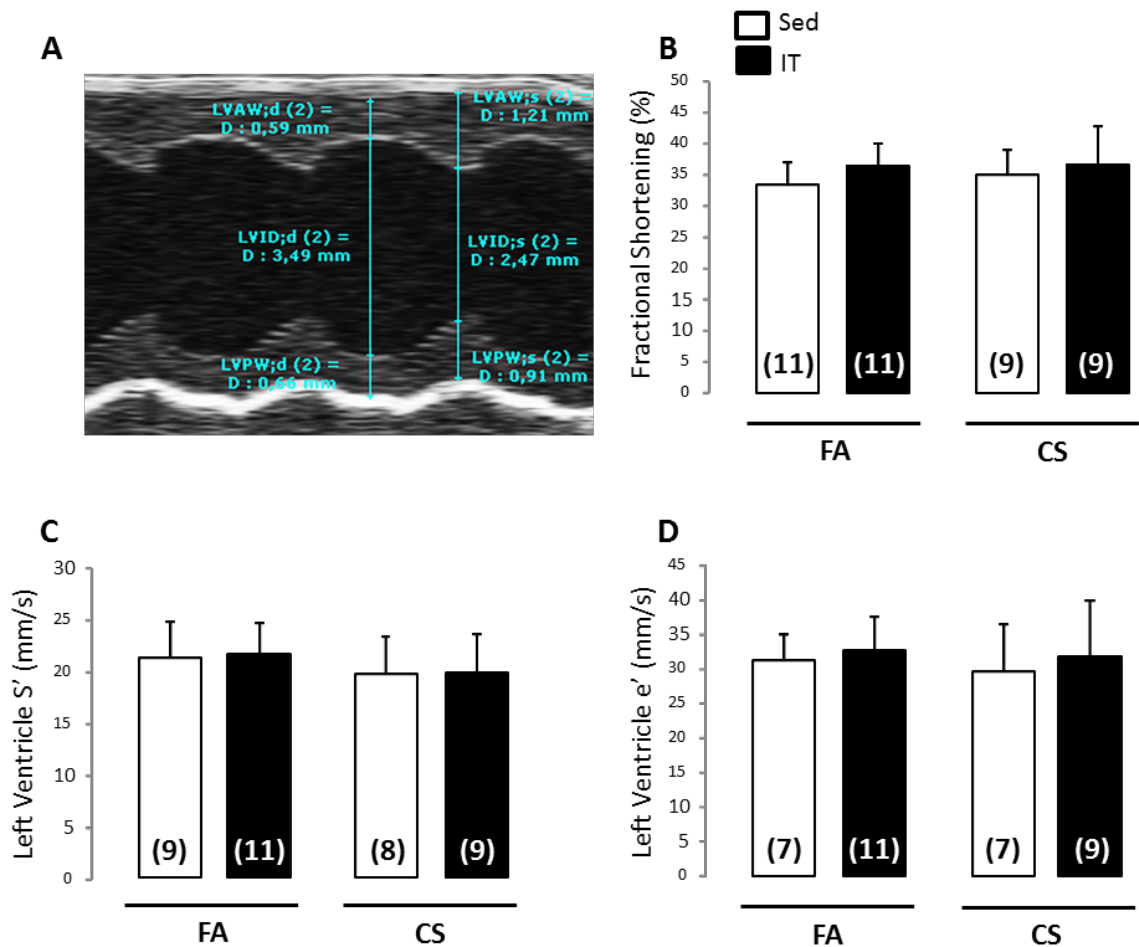 A
LVAW;d (2) =
D : 0,59 mm
LVAW;s (2) =
D : 1,21 mm
LVID;d (2) =
D : 3,49 mm
LVID;s (2) =
D : 2,47 mm
LVPW;d (2) =
D : 0,66 mm
LVPW;s (2) =
D : 0,91 mm
Sed
IT
B
Fractional Shortening (%)
50
45
40
35
30
25
20
15
10
5
0
(11) (11) (9) (9)
FA CS
C
Left Ventricle S’ (mm/s)
30
25
20
15
10
5
0
(9) (11) (8) (9)
FA CS
D
Left Ventricle e’ (mm/s)
45
40
35
30
25
20
15
10
5
0
(7) (11) (7) (9)
FA CS